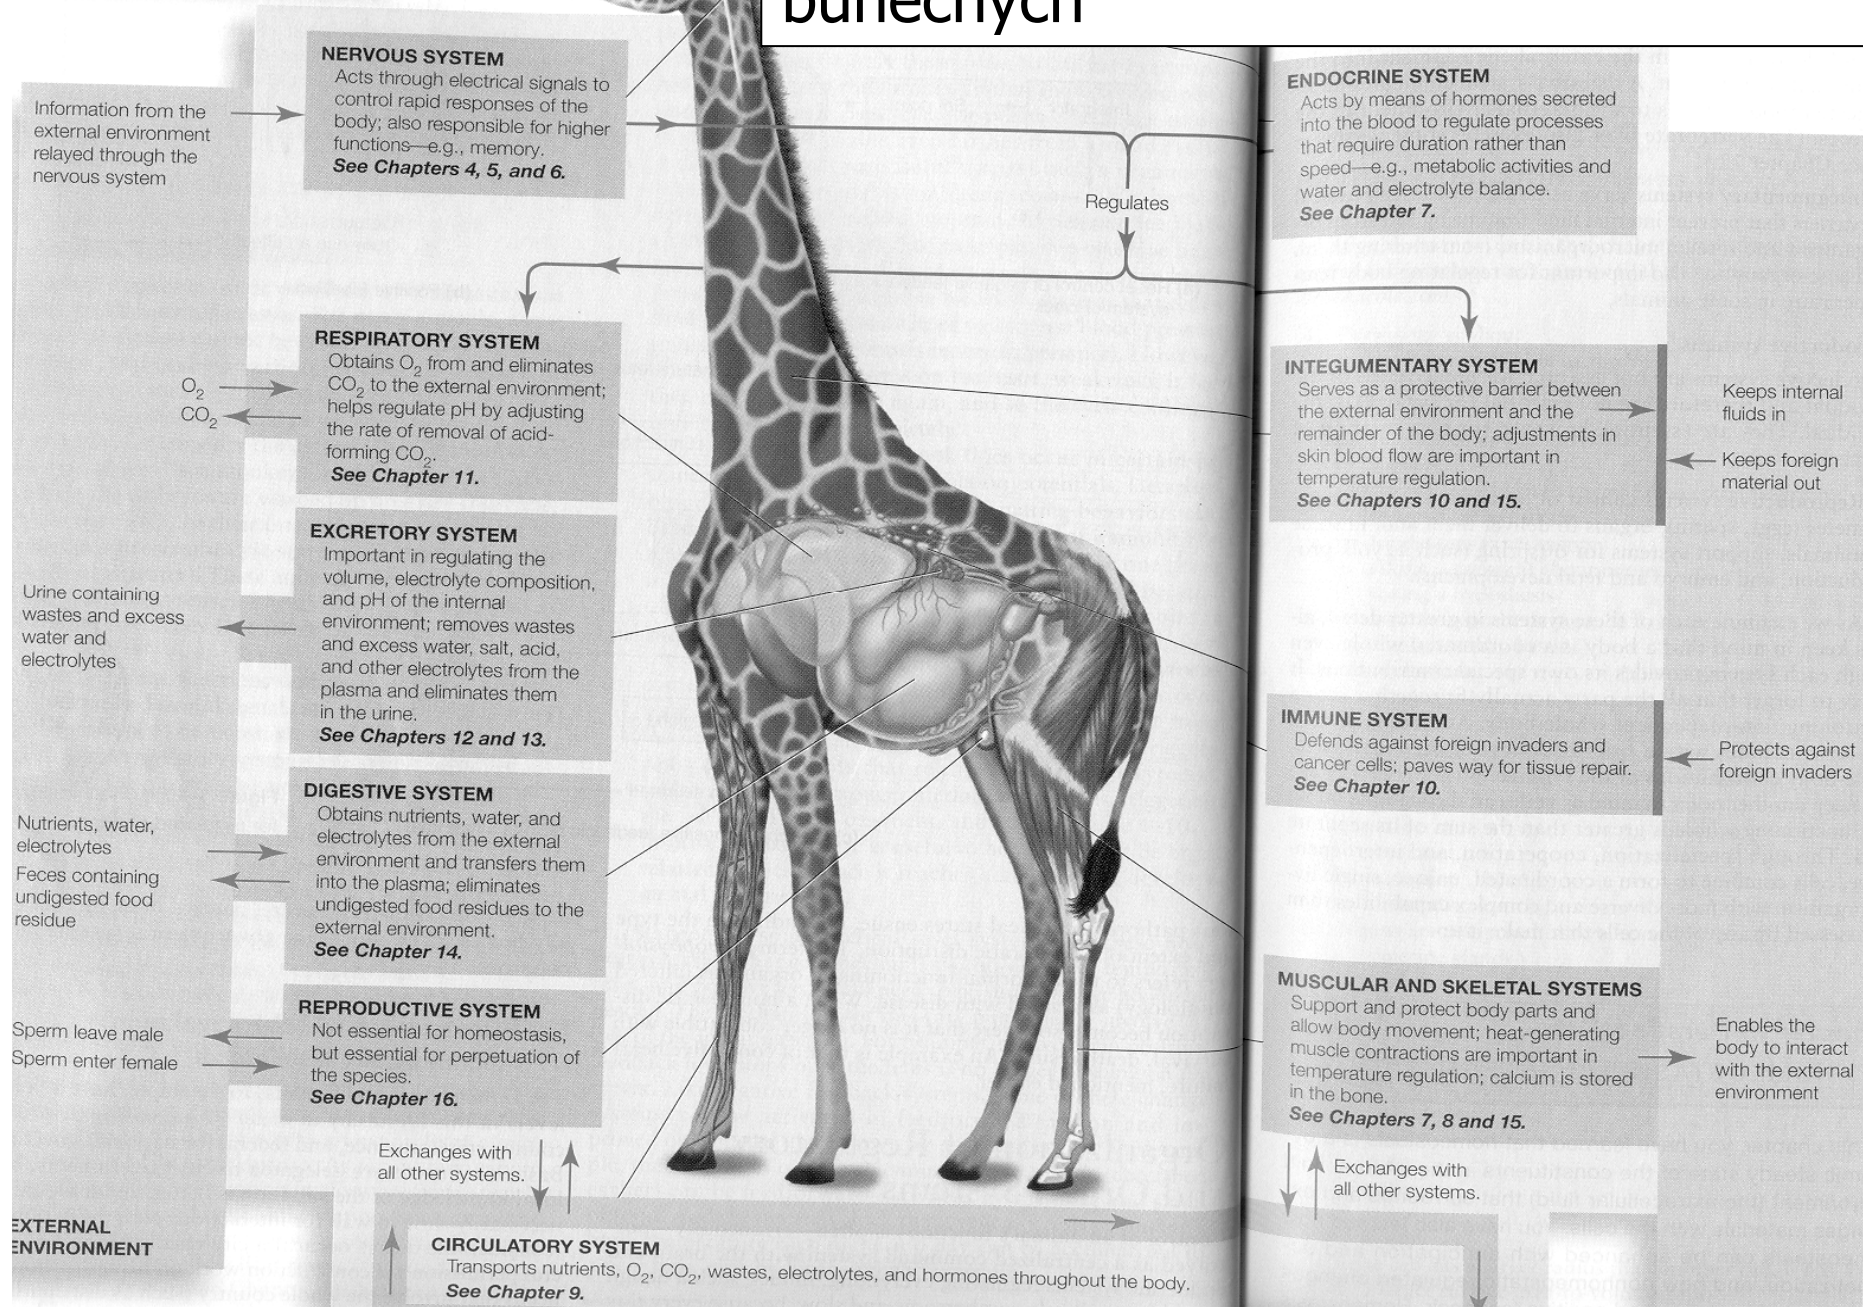 buněčných
NERVOUS SYSTEM
Acts through electrical signals to
control rapid responses of the
body; also responsible for higher
functions—e.g., memory.
See Chapters 4, 5, and 6.
Information from the
external environment
relayed through the
nervous system
ENDOCRINE SYSTEM
Acts by means of hormones secreted
into the blood to regulate processes
that require duration rather than
speed—e.g., metabolic activities and
water and electrolyte balance.
See Chapter 7.
Regulates
RESPIRATORY SYSTEM
Obtains O₂ from and eliminates
CO₂ to the external environment;
helps regulate pH by adjusting
the rate of removal of acid-
forming CO₂.
See Chapter 11.
O₂
CO₂
INTEGUMENTARY SYSTEM
Serves as a protective barrier between
the external environment and the
remainder of the body; adjustments in
skin blood flow are important in
temperature regulation.
See Chapters 10 and 15.
Keeps internal
fluids in
Keeps foreign
material out
EXCRETORY SYSTEM
Important in regulating the
volume, electrolyte composition,
and pH of the internal
environment; removes wastes
and excess water, salt, acid,
and other electrolytes from the
plasma and eliminates them
in the urine.
See Chapters 12 and 13.
Urine containing
wastes and excess
water and
electrolytes
IMMUNE SYSTEM
Defends against foreign invaders and
cancer cells; paves way for tissue repair.
See Chapter 10.
Protects against
foreign invaders
DIGESTIVE SYSTEM
Obtains nutrients, water, and
electrolytes from the external
environment and transfers them
into the plasma; eliminates
undigested food residues to the
external environment.
See Chapter 14.
Nutrients, water,
electrolytes
Feces containing
undigested food
residue
REPRODUCTIVE SYSTEM
Not essential for homeostasis,
but essential for perpetuation of
the species.
See Chapter 16.
Sperm leave male
Sperm enter female
MUSCULAR AND SKELETAL SYSTEMS
Support and protect body parts and
allow body movement; heat-generating
muscle contractions are important in
temperature regulation; calcium is stored
in the bone.
See Chapters 7, 8 and 15.
Enables the
body to interact
with the external
environment
Exchanges with
all other systems.
Exchanges with
all other systems.
EXTERNAL
ENVIRONMENT
CIRCULATORY SYSTEM
Transports nutrients, O₂, CO₂, wastes, electrolytes, and hormones throughout the body.
See Chapter 9.